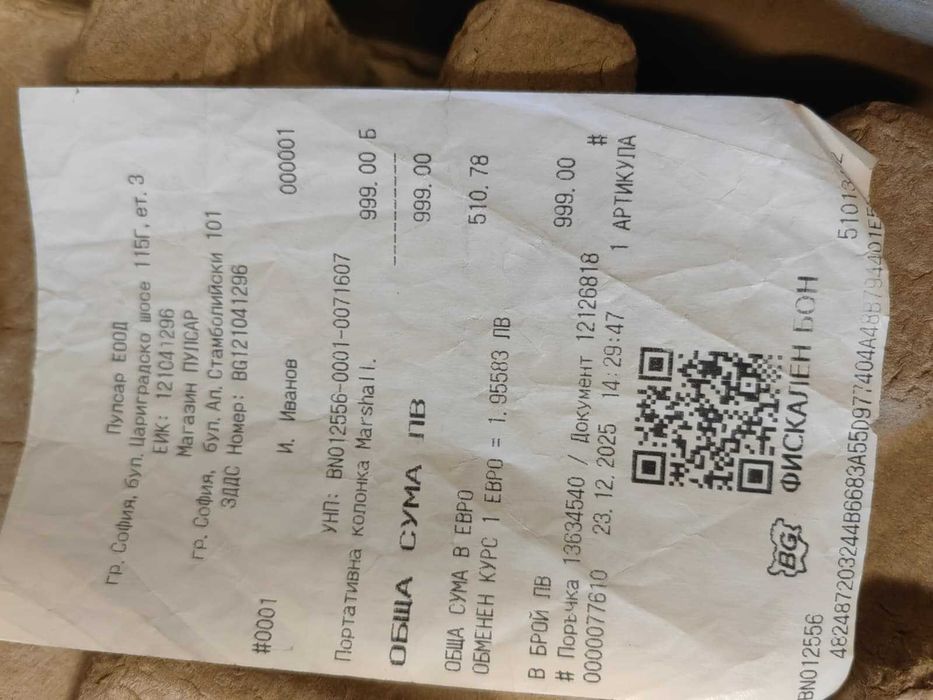 Пулсар ЕООД
гр. София, бул. Цариградско шосе 115Г, ет. 3
ЕИК: 121041296
Магазин ПУЛСАР
гр. София, бул. Ап. Стамболийски 101
ЗДДС Номер: BG121041296
#0001 И. Иванов 000001
УНП: BN012556-0001-0071607
Портативна колонка Marshall.
999.00 Б
ОБЩА СУМА ЛВ 999.00
ОБЩА СУМА В ЕВРО 510.78
ОБМЕНЕН КУРС 1 ЕВРО = 1.95583 ЛВ
В БРОЙ ЛВ 999.00
# Поръчка 13634540 / Документ 12126818 #
0000077610 23.12.2025 14:29:47 1 АРТИКУЛА
BG ФИСКАЛЕН БОН
BN012556